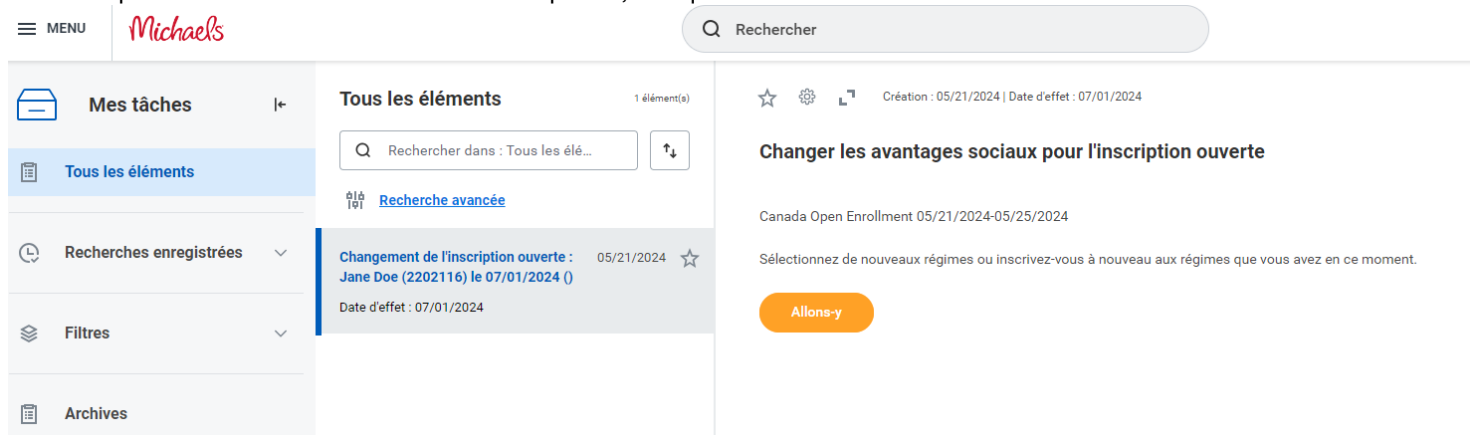 MENU
Michaels
Rechercher
Mes tâches
Tous les éléments
Recherches enregistrées
Filtres
Archives
Tous les éléments
1 élément(s)
Rechercher dans : Tous les élé...
Recherche avancée
Changement de l'inscription ouverte :
05/21/2024
Jane Doe (2202116) le 07/01/2024 ()
Date d'effet : 07/01/2024
Création : 05/21/2024 | Date d'effet : 07/01/2024
Changer les avantages sociaux pour l'inscription ouverte
Canada Open Enrollment 05/21/2024-05/25/2024
Sélectionnez de nouveaux régimes ou inscrivez-vous à nouveau aux régimes que vous avez en ce moment.
Allons-y